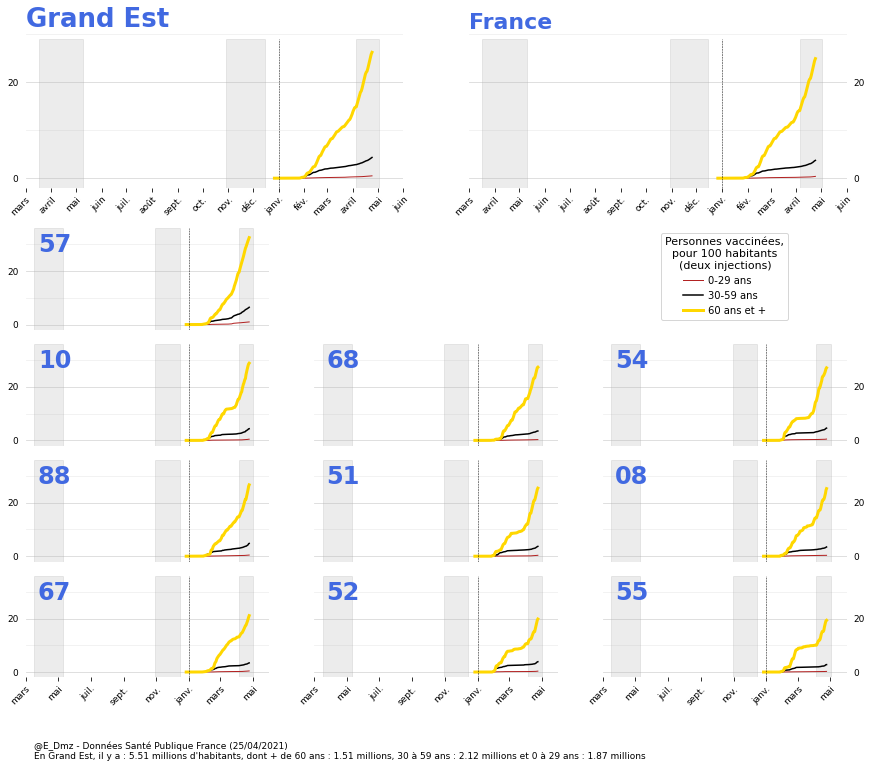 Grand Est France
20 20
0 0
mars avril mai juin juil. août sept. oct. nov. déc. janv. fév. mars avril mai juin mars avril mai juin juil. août sept. oct. nov. déc. janv. fév. mars avril mai juin
57
20
0
Personnes vaccinées,
pour 100 habitants
(deux injections)
0-29 ans
30-59 ans
60 ans et +
10 68 54
20 20
0 0
88 51 08
20 20
0 0
67 52 55
20 20
0 0
mars mai juil. sept. nov. janv. mars mai mars mai juil. sept. nov. janv. mars mai mars mai juil. sept. nov. janv. mars mai
@E_Dmz - Données Santé Publique France (25/04/2021)
En Grand Est, il y a : 5.51 millions d'habitants, dont + de 60 ans : 1.51 millions, 30 à 59 ans : 2.12 millions et 0 à 29 ans : 1.87 millions